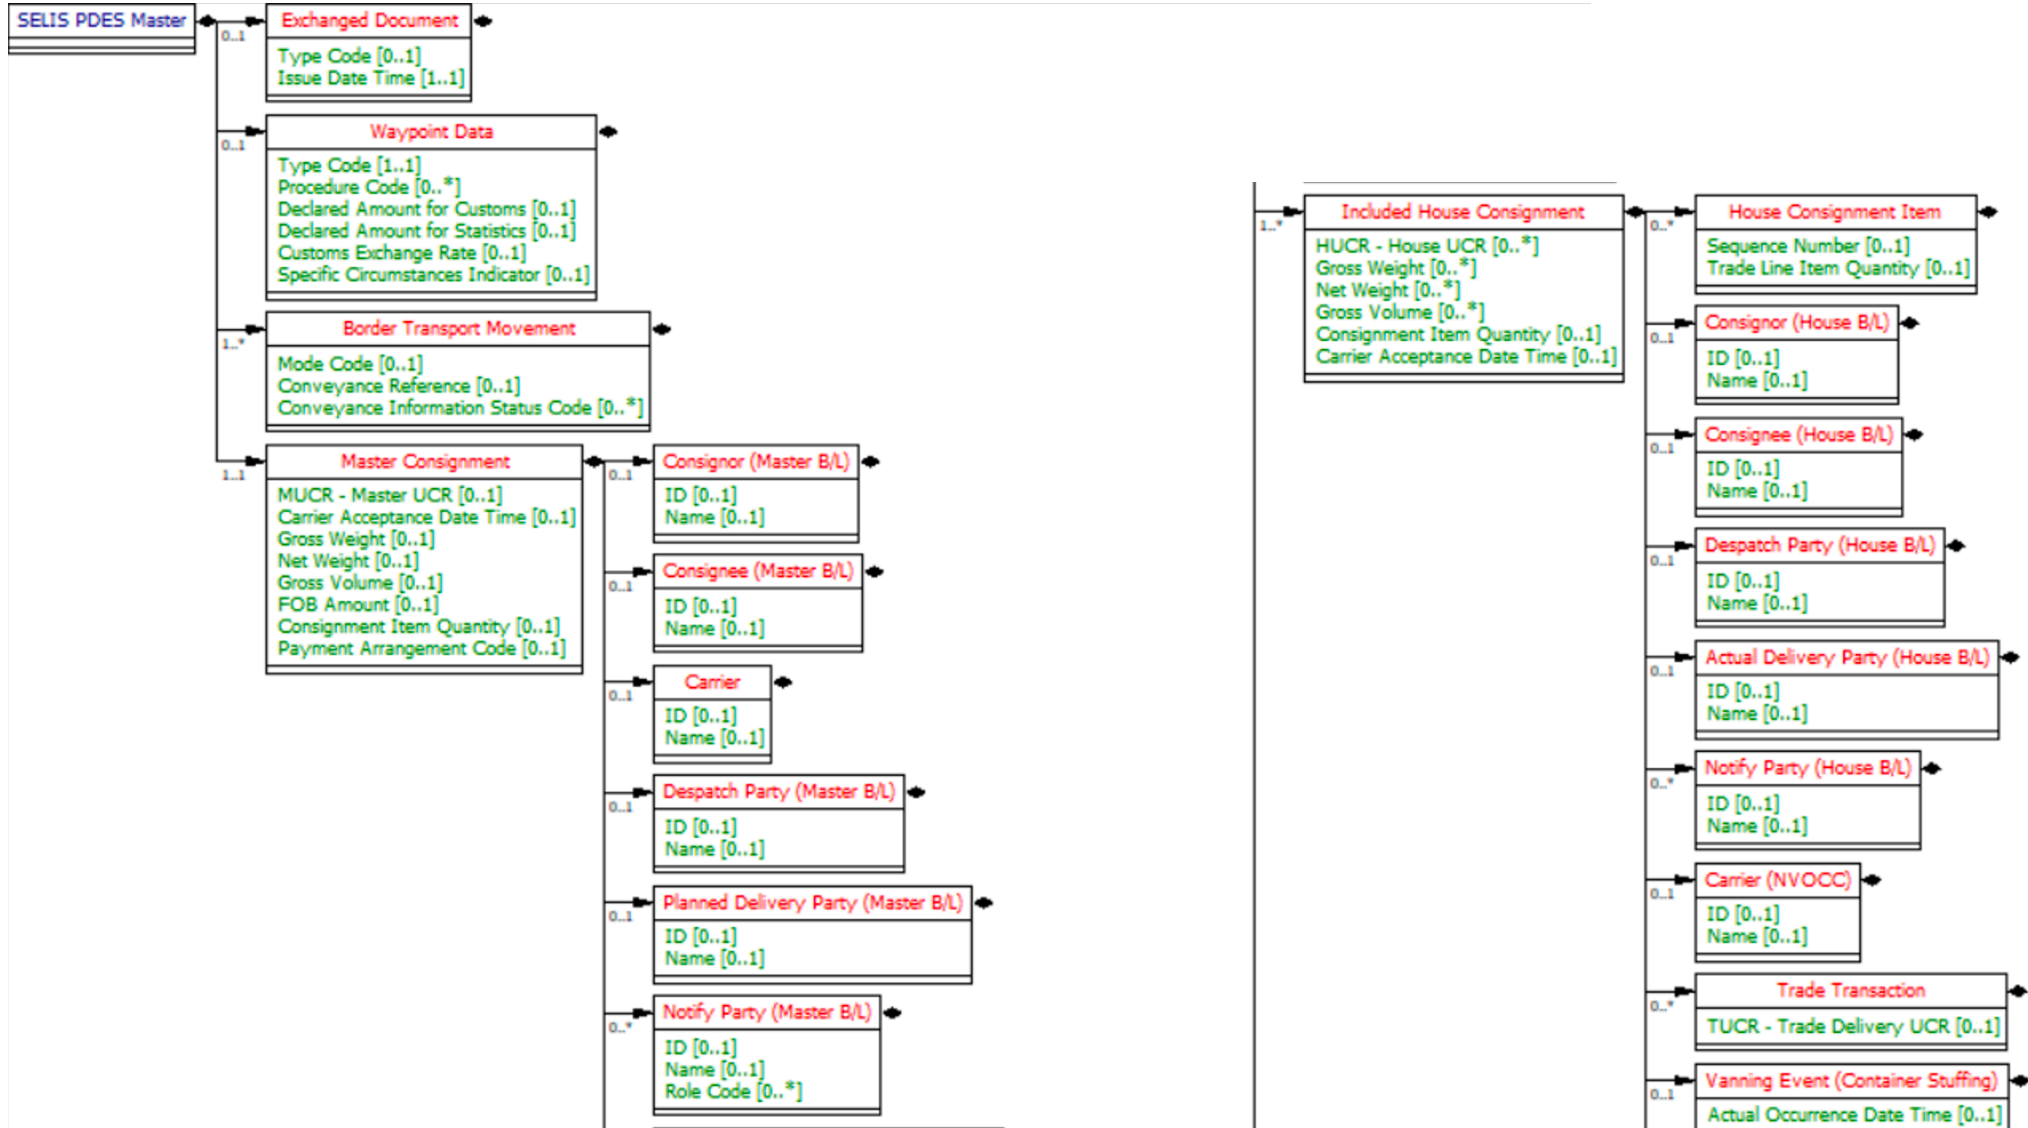 SELIS PDES Master
0..1
Exchanged Document
Type Code [0..1]
Issue Date Time [1..1]
0..1
Waypoint Data
Type Code [1..1]
Procedure Code [0..*]
Declared Amount for Customs [0..1]
Declared Amount for Statistics [0..1]
Customs Exchange Rate [0..1]
Specific Circumstances Indicator [0..1]
1..*
Border Transport Movement
Mode Code [0..1]
Conveyance Reference [0..1]
Conveyance Information Status Code [0..*]
1..1
Master Consignment
MUCR - Master UCR [0..1]
Carrier Acceptance Date Time [0..1]
Gross Weight [0..1]
Net Weight [0..1]
Gross Volume [0..1]
FOB Amount [0..1]
Consignment Item Quantity [0..1]
Payment Arrangement Code [0..1]
0..1
Consignor (Master B/L)
ID [0..1]
Name [0..1]
0..1
Consignee (Master B/L)
ID [0..1]
Name [0..1]
0..1
Carrier
ID [0..1]
Name [0..1]
0..1
Despatch Party (Master B/L)
ID [0..1]
Name [0..1]
0..1
Planned Delivery Party (Master B/L)
ID [0..1]
Name [0..1]
0..*
Notify Party (Master B/L)
ID [0..1]
Name [0..1]
Role Code [0..*]
1..*
Included House Consignment
HUCR - House UCR [0..*]
Gross Weight [0..*]
Net Weight [0..*]
Gross Volume [0..*]
Consignment Item Quantity [0..1]
Carrier Acceptance Date Time [0..1]
0..*
House Consignment Item
Sequence Number [0..1]
Trade Line Item Quantity [0..1]
0..1
Consignor (House B/L)
ID [0..1]
Name [0..1]
0..1
Consignee (House B/L)
ID [0..1]
Name [0..1]
0..1
Despatch Party (House B/L)
ID [0..1]
Name [0..1]
0..1
Actual Delivery Party (House B/L)
ID [0..1]
Name [0..1]
0..*
Notify Party (House B/L)
ID [0..1]
Name [0..1]
0..1
Carrier (NVOCC)
ID [0..1]
Name [0..1]
0..*
Trade Transaction
TUCR - Trade Delivery UCR [0..1]
0..1
Vanning Event (Container Stuffing)
Actual Occurrence Date Time [0..1]